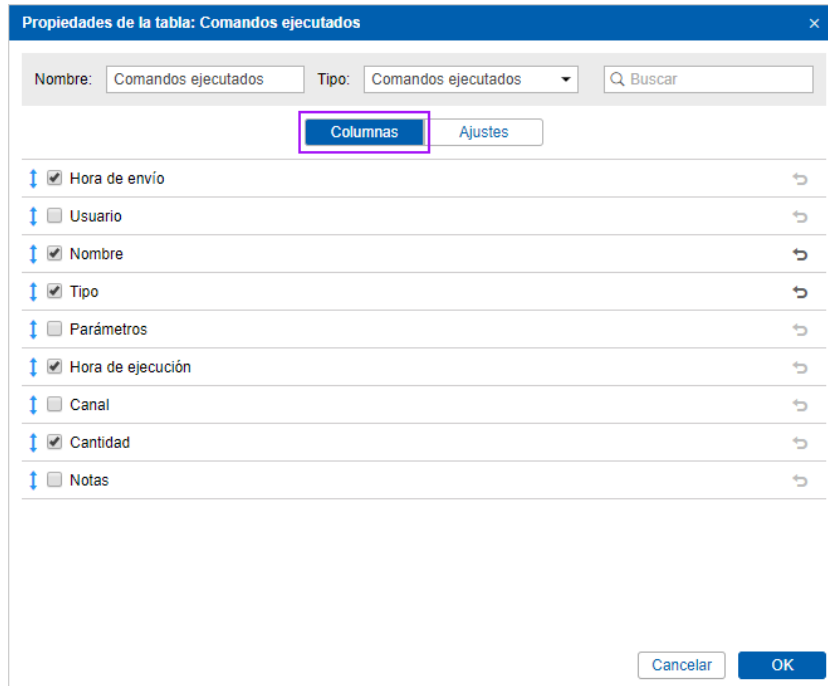 Propiedades de la tabla: Comandos ejecutados
Nombre: Comandos ejecutados Tipo: Comandos ejecutados Buscar
Columnas Ajustes
Hora de envío
Usuario
Nombre
Tipo
Parámetros
Hora de ejecución
Canal
Cantidad
Notas
Cancelar OK